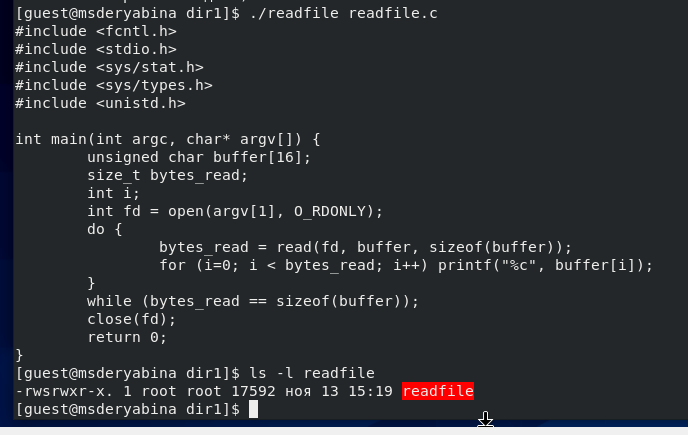 [guest@msderyabina dir1]$ ./readfile readfile.c
#include <fcntl.h>
#include <stdio.h>
#include <sys/stat.h>
#include <sys/types.h>
#include <unistd.h>

int main(int argc, char* argv[]) {
        unsigned char buffer[16];
        size_t bytes_read;
        int i;
        int fd = open(argv[1], O_RDONLY);
        do {
                bytes_read = read(fd, buffer, sizeof(buffer));
                for (i=0; i < bytes_read; i++) printf("%c", buffer[i]);
        }
        while (bytes_read == sizeof(buffer));
        close(fd);
        return 0;
}
[guest@msderyabina dir1]$ ls -l readfile
-rwsrwxr-x. 1 root root 17592 ноя 13 15:19 readfile
[guest@msderyabina dir1]$